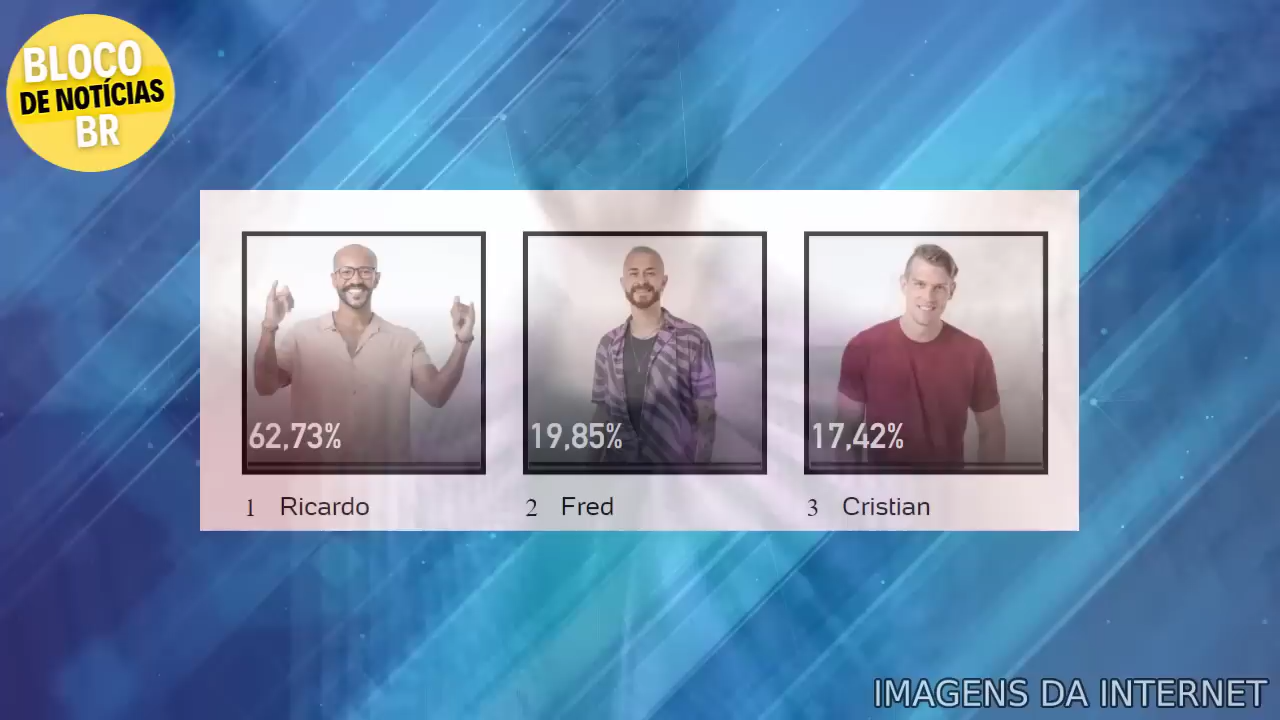 BLOCO
DE NOTÍCIAS
BR
62,73%
19,85%
17,42%
1 Ricardo
2 Fred
3 Cristian
IMAGENS DA INTERNET